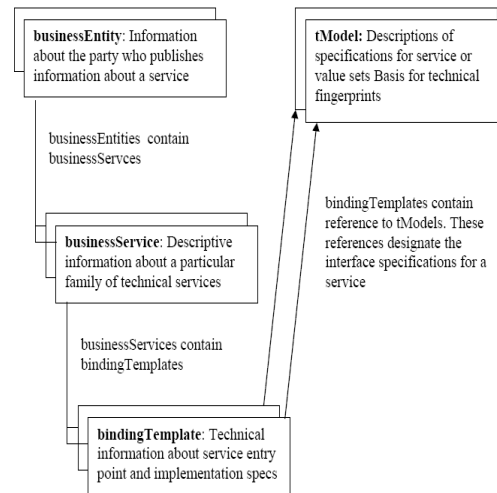 businessEntity: Information
about the party who publishes
information about a service
tModel: Descriptions of
specifications for service or
value sets Basis for technical
fingerprints
businessEntities contain
businessServces
bindingTemplates contain
reference to tModels. These
references designate the
interface specifications for a
service
businessService: Descriptive
information about a particular
family of technical services
businessServices contain
bindingTemplates
bindingTemplate: Technical
information about service entry
point and implementation specs